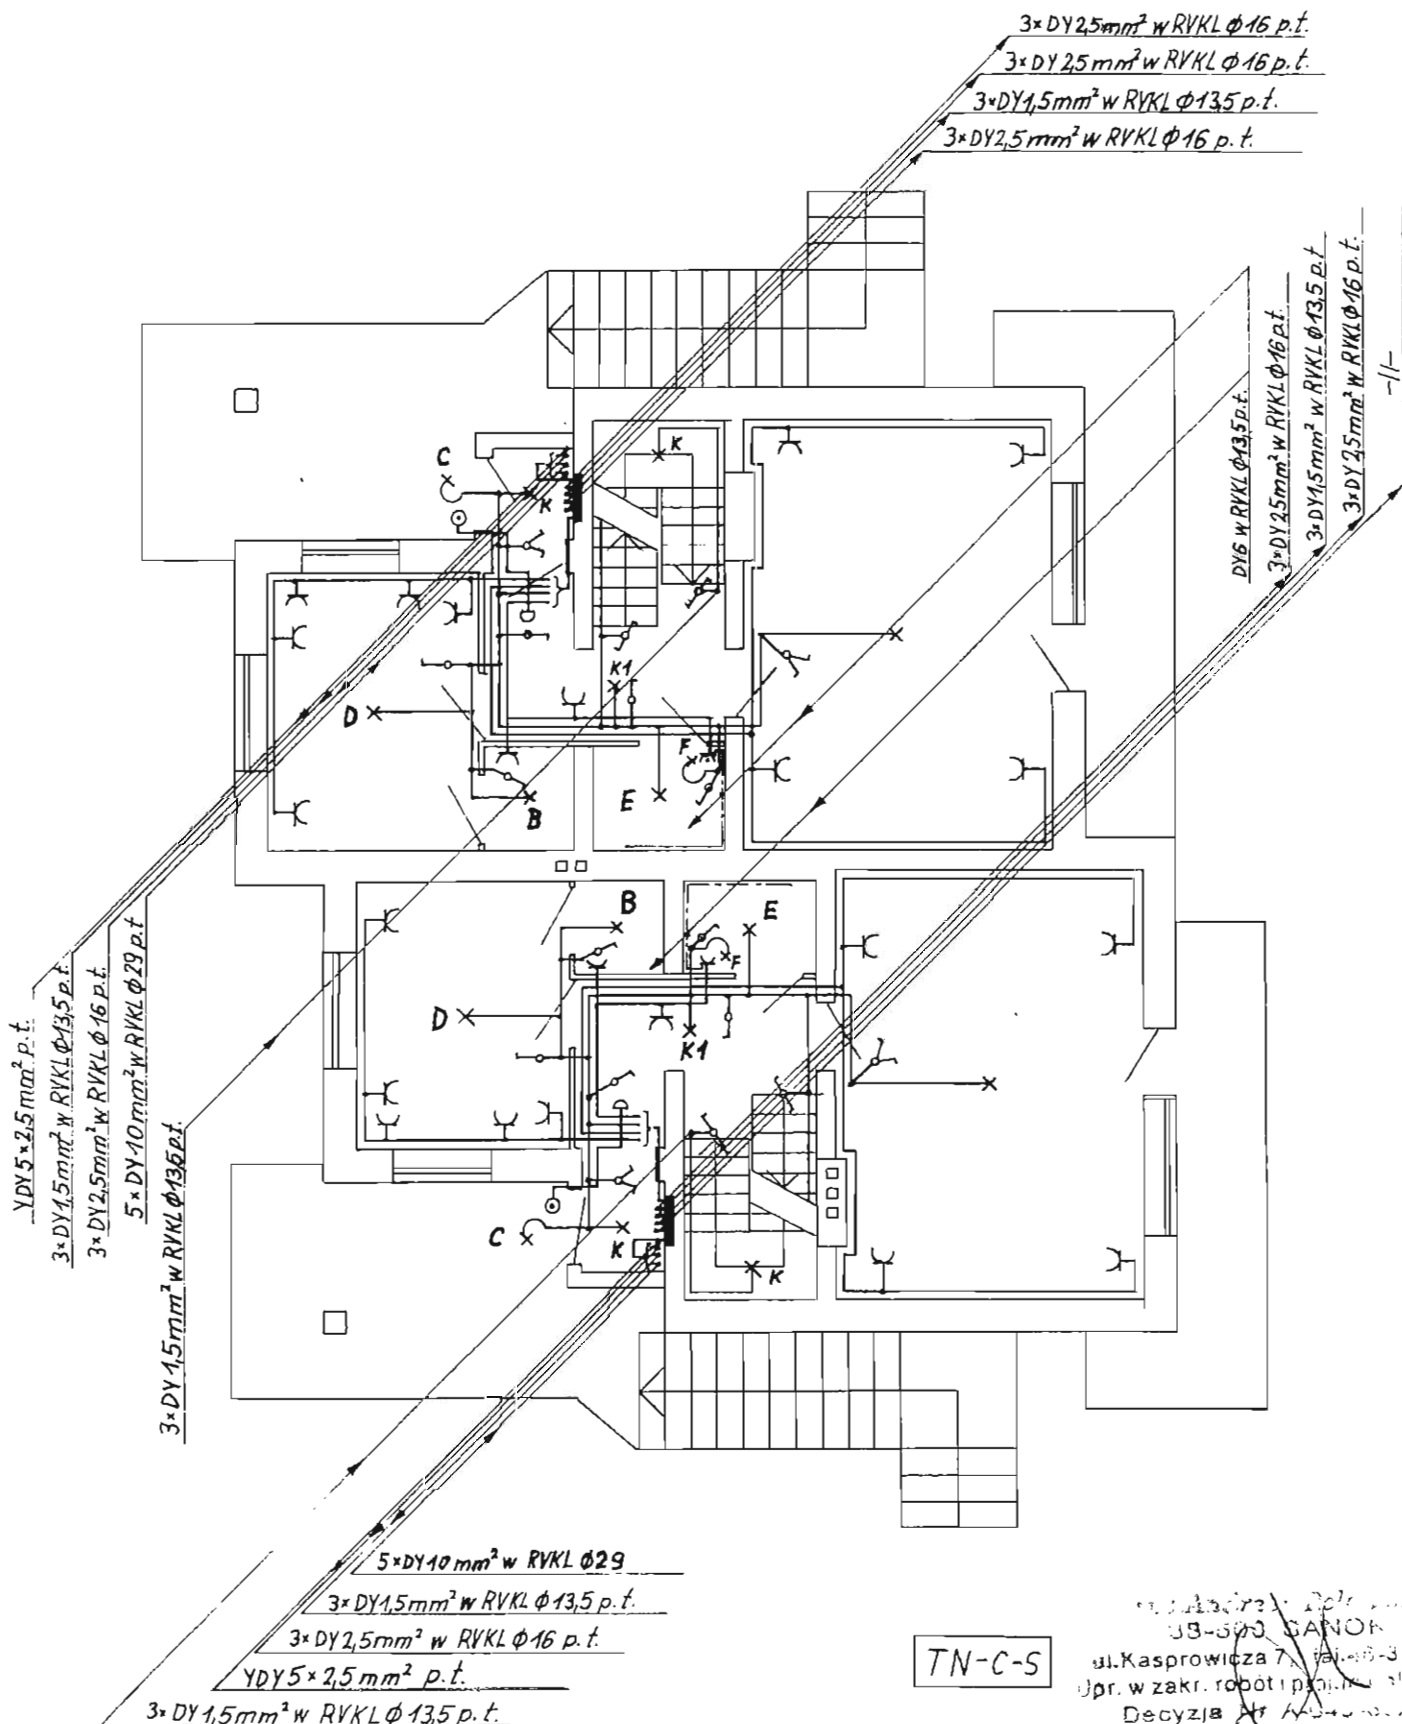 3×DY2,5mm² w RVKL Φ16 p.t.
3×DY2,5mm² w RVKL Φ16 p.t.
3×DY1,5mm² w RVKL Φ13,5 p.t.
3×DY2,5mm² w RVKL Φ16 p.t.
DY6 w RVKL Φ13,5 p.t.
3×DY2,5mm² w RVKL Φ16 p.t
3×DY1,5mm² w RVKL Φ13,5 p.t
3×DY2,5mm² w RVKL Φ16 p.t.
-//-
K
C
K
K1
D
F
E
B
B
E
F
D
K1
C
K
K
YDY5×2,5mm² p.t.
3×DY1,5mm² w RVKL Φ13,5 p.t.
3×DY2,5mm² w RVKL Φ16 p.t.
5×DY10mm² w RVKL Φ29 p.t
3×DY1,5mm² w RVKL Φ13,5 p.t.
5×DY10mm² w RVKL Φ29
3×DY1,5mm² w RVKL Φ13,5 p.t.
3×DY2,5mm² w RVKL Φ16 p.t.
YDY5×2,5mm² p.t.
3×DY1,5mm² w RVKL Φ13,5 p.t.
TN-C-S
SANOK
ul.Kasprowicza 7
Upr. w zakr. robót i
Decyzja Nr